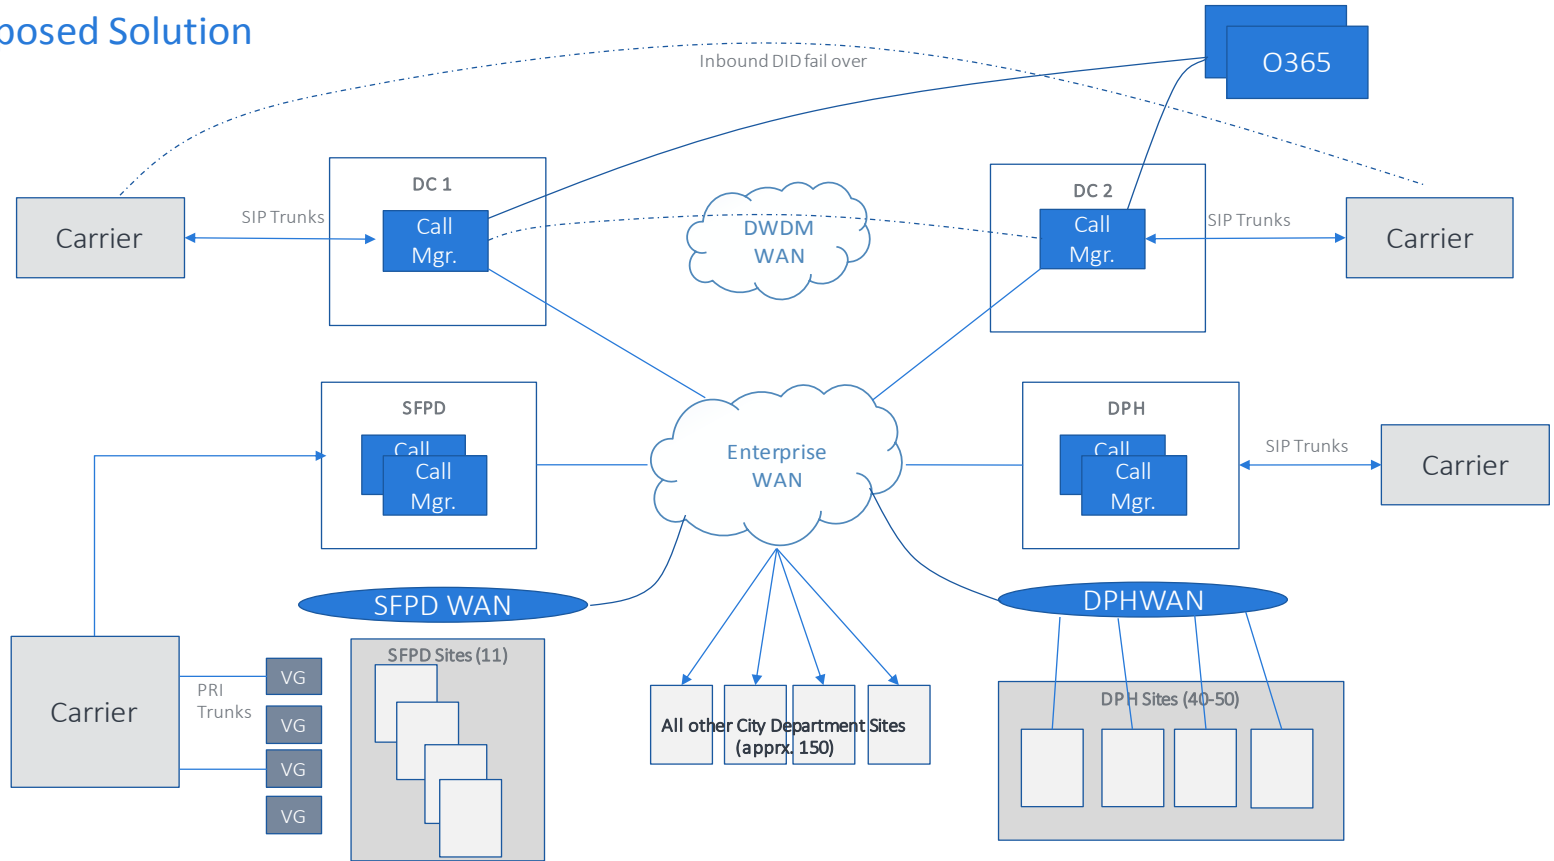 posed Solution
O365
Inbound DID fail over
DC 1
DC 2
Carrier
SIP Trunks
Call
Mgr.
DWDM
WAN
Call
Mgr.
SIP Trunks
Carrier
SFPD
Call
Call
Mgr.
Enterprise
WAN
DPH
Call
Call
Mgr.
SIP Trunks
Carrier
SFPD WAN
DPHWAN
Carrier
PRI
Trunks
VG
VG
VG
VG
SFPD Sites (11)
All other City Department Sites
(apprx. 150)
DPH Sites (40-50)